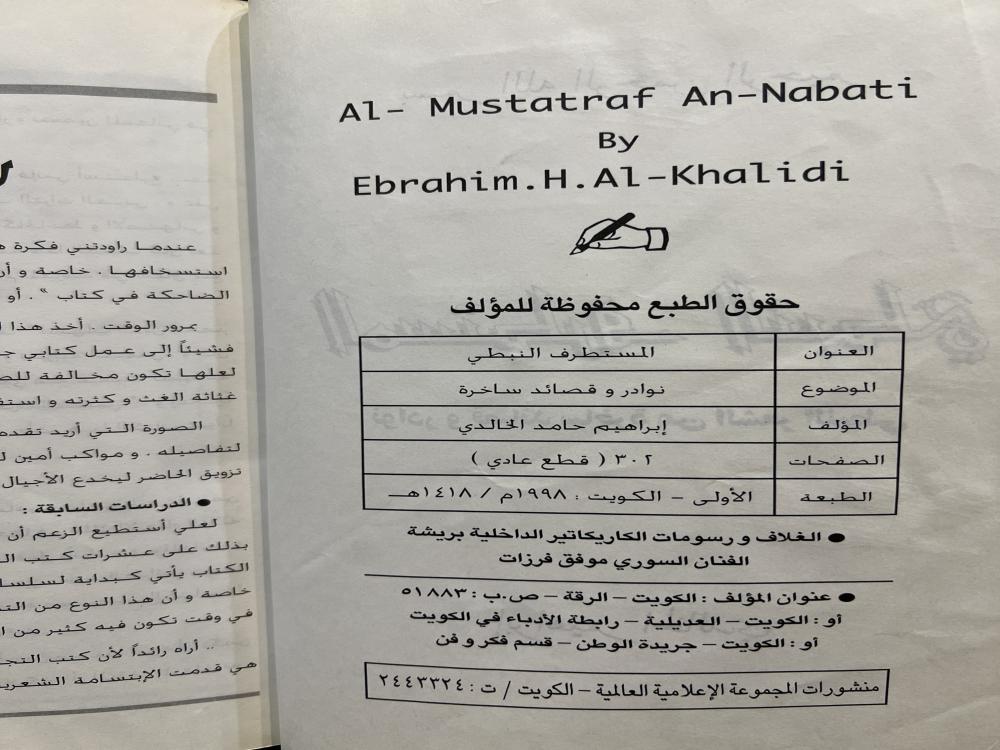 Al- Mustatraf An-Nabati
By
Ebrahim.H.Al-Khalidi
حقوق الطبع محفوظة للمؤلف
العنوان المستطرف النبطي
الموضوع نوادر و قصائد ساخرة
المؤلف إبراهيم حامد الخالدي
الصفحات ٣٠٢ ( قطع عادي )
الطبعة الأولى - الكويت : ١٩٩٨م / ١٤١٨هـ
● الغلاف و رسومات الكاريكاتير الداخلية بريشة
الفنان السوري موفق فرزات
● عنوان المؤلف : الكويت - الرقة - ص.ب : ٥١٨٨٣
أو : الكويت - العديلية - رابطة الأدباء في الكويت
أو : الكويت - جريدة الوطن - قسم فكر و فن
منشورات المجموعة الإعلامية العالمية - الكويت / ت : ٢٤٤٣٣٢٤
عندما راودتني فكرة
استسخافها . خاصة و أن
الضاحكة في كتاب " . أو
بمرور الوقت . أخذ هذا
فشيئاً إلى عمل كتابي
لعلها تكون مخالفة
غثائة الغث و كثرته و
الصورة التي أريد
لتفاصيله . و مواكب أمين
تزويق الحاضر ليخدع الأجيال
● الدراسات السابقة :
لعلي أستطيع الزعم أن
بذلك على عشرات كتب
الكتاب يأتي كبداية
خاصة و أن هذا النوع من
في وقت تكون فيه كثير من
.. أراه رائداً لأن كتب
هي قدمت الإبتسامة